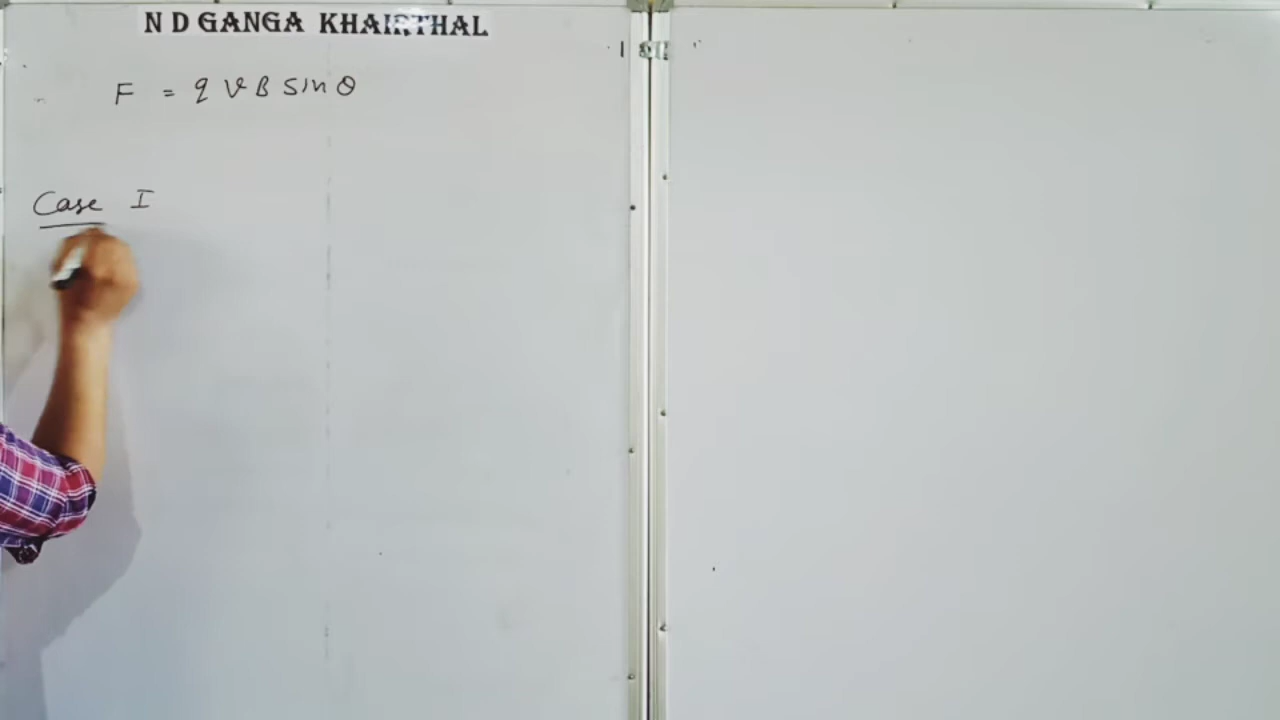 N D GANGA KHAIRTHAL
F = q v B sin θ
Case I